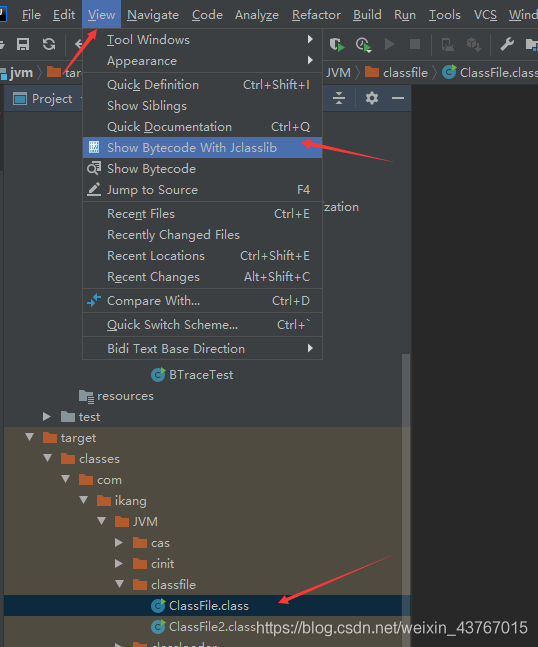 File Edit View Navigate Code Analyze Refactor Build Run Tools VCS Wind
jvm tar JVM classfile ClassFile.class
Project
Tool Windows
Appearance
Quick Definition Ctrl+Shift+I
Show Siblings
Quick Documentation Ctrl+Q
Show Bytecode With Jclasslib
Show Bytecode
Jump to Source F4
Recent Files Ctrl+E
zation
Recently Changed Files
Recent Locations Ctrl+Shift+E
Recent Changes Alt+Shift+C
Compare With... Ctrl+D
Quick Switch Scheme... Ctrl+`
Bidi Text Base Direction
BTraceTest
resources
test
target
classes
com
ikang
JVM
cas
cinit
classfile
ClassFile.class
ClassFile2.class
https://blog.csdn.net/weixin_43767015